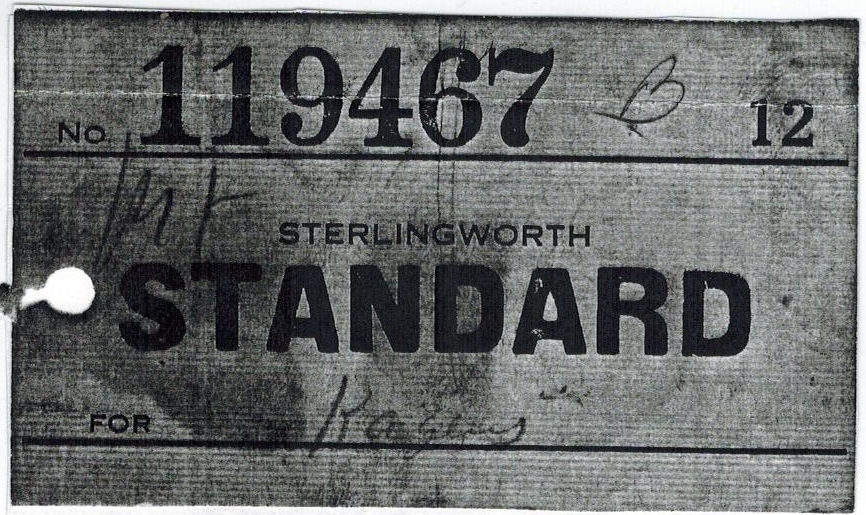 No 119467 B 12
STERLINGWORTH
STANDARD
FOR